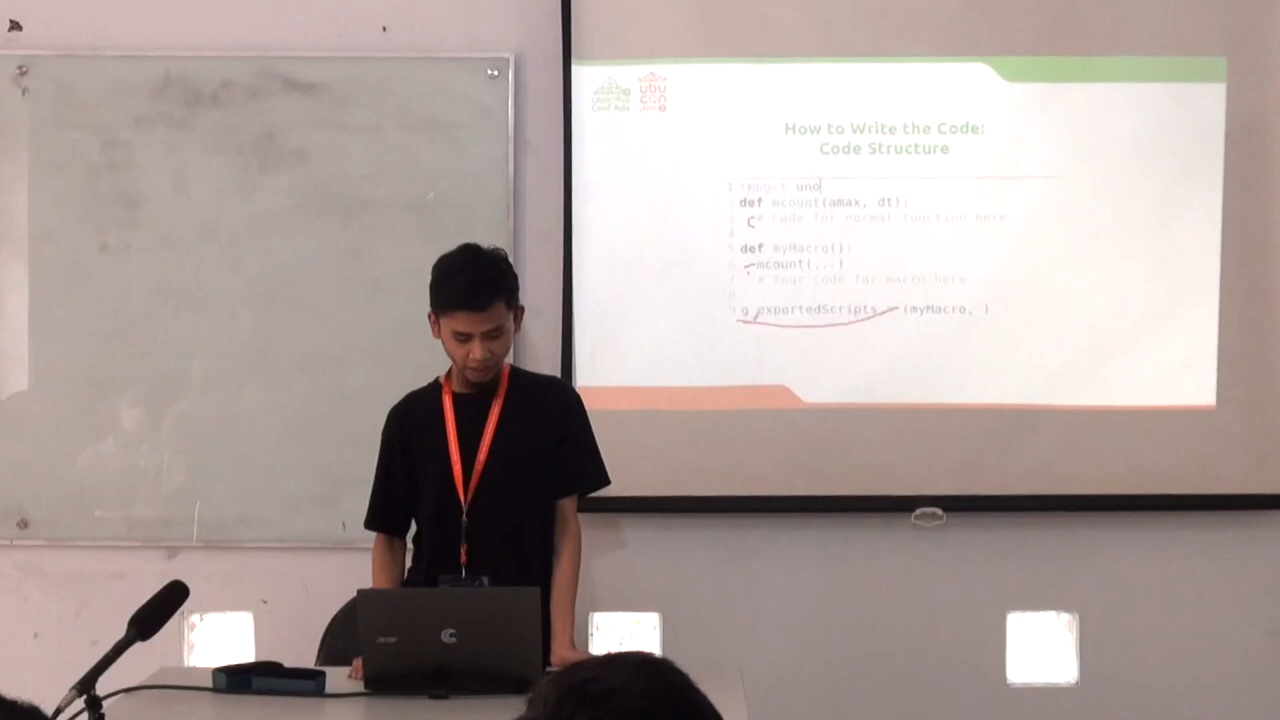 ubu
con
How to Write the Code:
Code Structure
1 import uno
2 def mcount(amax, dt):
3 # Code for normal function here
4
5 def myMacro():
6 mcount(...)
7 # Your code for macro here
8
9 g_exportedScripts = (myMacro, )
acer